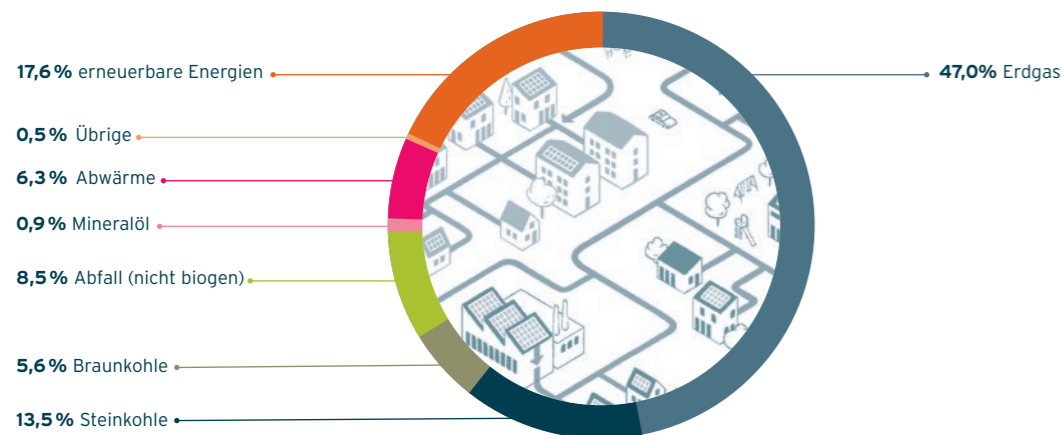 17,6 % erneuerbare Energien
47,0% Erdgas
0,5 % Übrige
6,3 % Abwärme
0,9 % Mineralöl
8,5 % Abfall (nicht biogen)
5,6 % Braunkohle
13,5 % Steinkohle